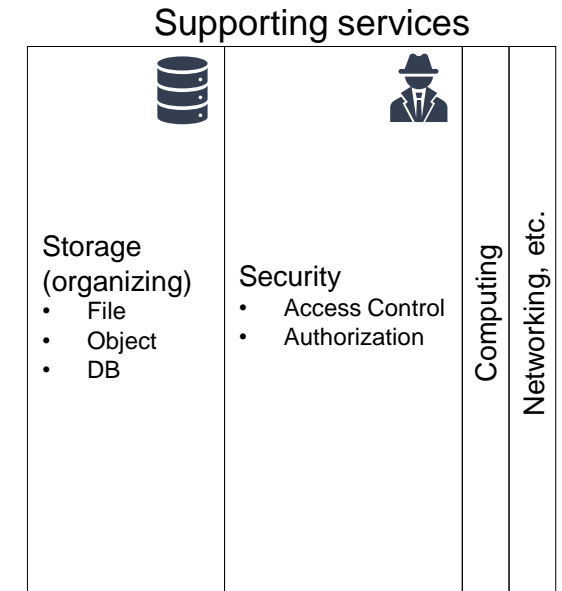 Supporting services
Storage
(organizing)
• File
• Object
• DB
Security
• Access Control
• Authorization
Computing
Networking, etc.